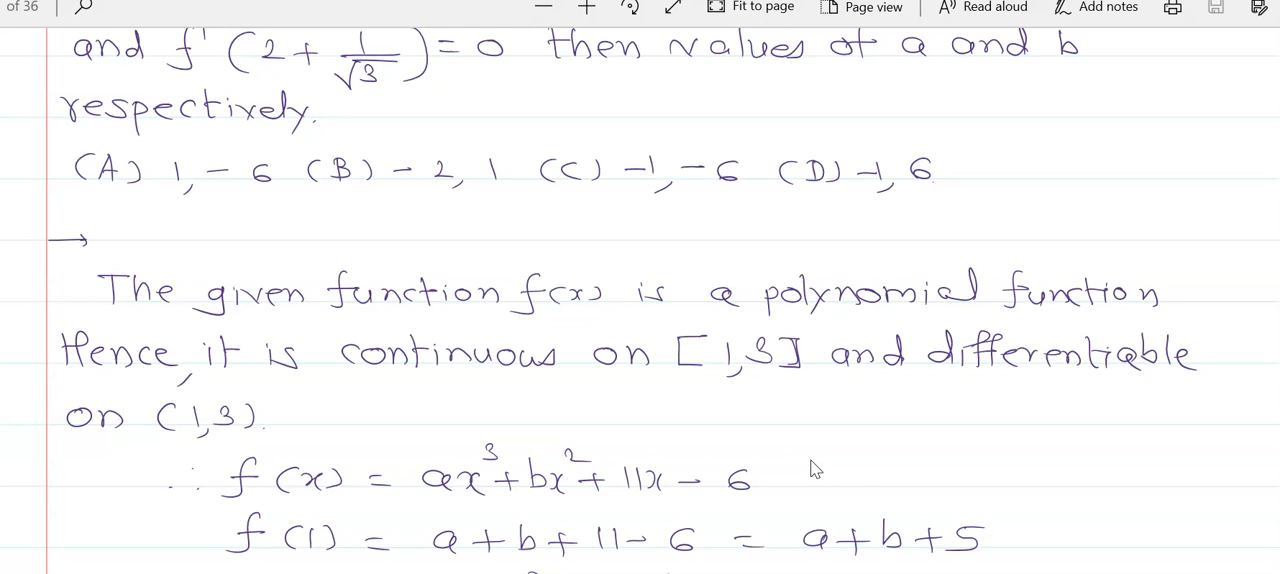 of 36 Fit to page Page view Read aloud Add notes
and f' (2 + 1/√3) = 0 then values of a and b
respectively.
(A) 1, - 6 (B) - 2, 1 (C) -1, - 6 (D) -1, 6
→
The given function f(x) is a polynomial function
Hence, it is continuous on [1,3] and differentiable
on (1,3).
∴ f(x) = ax³ + bx² + 11x - 6
f(1) = a + b + 11 - 6 = a + b + 5